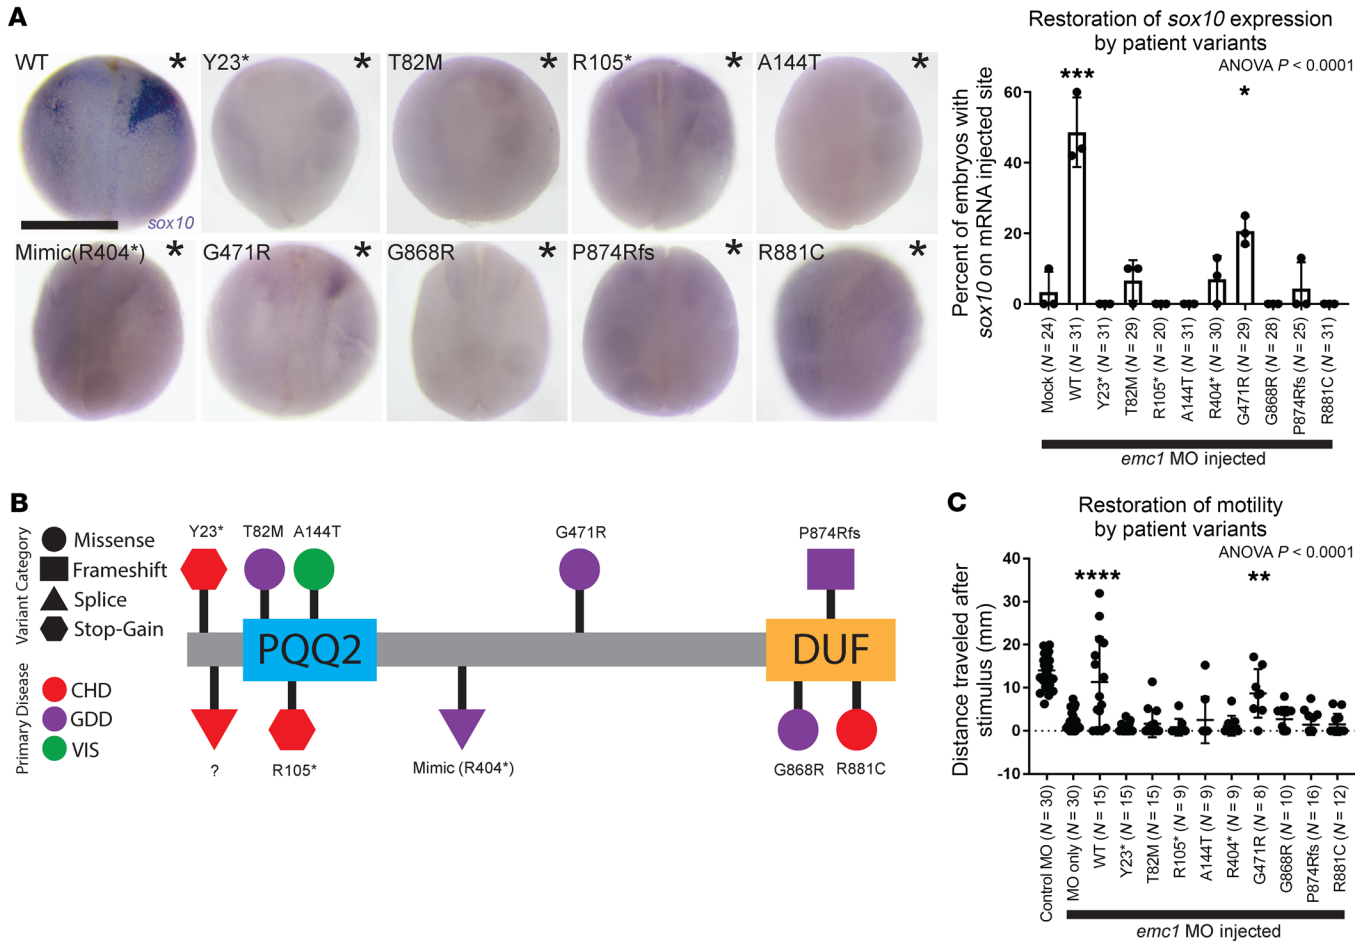 A
WT
*
Y23*
*
T82M
*
R105*
*
A144T
*
sox10
Mimic(R404*)
*
G471R
*
G868R
*
P874Rfs
*
R881C
*
Restoration of sox10 expression
by patient variants
ANOVA P < 0.0001
Percent of embryos with
sox10 on mRNA injected site
60
40
20
0
***
*
Mock (N = 24)
WT (N = 31)
Y23* (N = 31)
T82M (N = 29)
R105* (N = 20)
A144T (N = 31)
R404* (N = 30)
G471R (N = 29)
G868R (N = 28)
P874Rfs (N = 25)
R881C (N = 31)
emc1 MO injected
B
Variant Category
Missense
Frameshift
Splice
Stop-Gain
Primary Disease
CHD
GDD
VIS
Y23*
T82M
A144T
G471R
P874Rfs
PQQ2
DUF
?
R105*
Mimic (R404*)
G868R
R881C
C
Restoration of motility
by patient variants
ANOVA P < 0.0001
Distance traveled after
stimulus (mm)
40
30
20
10
0
-10
****
**
Control MO (N = 30)
MO only (N = 30)
WT (N = 15)
Y23* (N = 15)
T82M (N = 15)
R105* (N = 9)
A144T (N = 9)
R404* (N = 9)
G471R (N = 8)
G868R (N = 10)
P874Rfs (N = 16)
R881C (N = 12)
emc1 MO injected